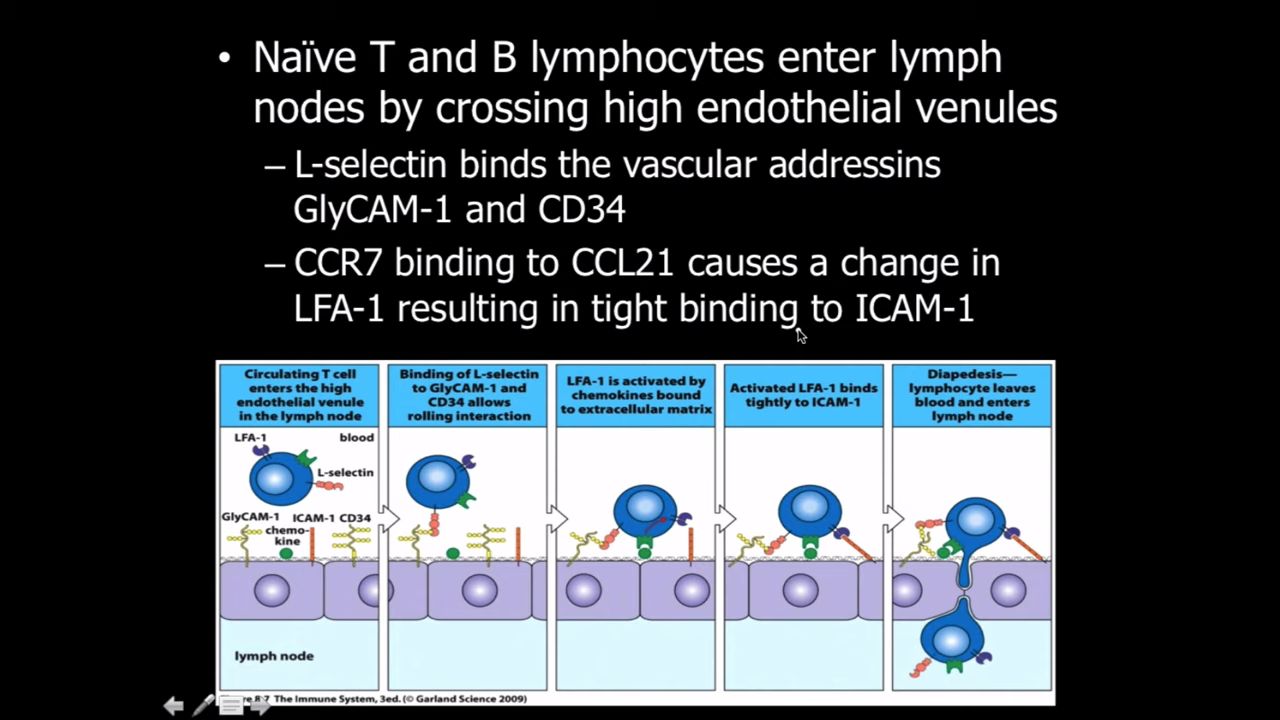 • Naïve T and B lymphocytes enter lymph
nodes by crossing high endothelial venules
– L-selectin binds the vascular addressins
GlyCAM-1 and CD34
– CCR7 binding to CCL21 causes a change in
LFA-1 resulting in tight binding to ICAM-1
Circulating T cell
enters the high
endothelial venule
in the lymph node
Binding of L-selectin
to GlyCAM-1 and
CD34 allows
rolling interaction
LFA-1 is activated by
chemokines bound
to extracellular matrix
Activated LFA-1 binds
tightly to ICAM-1
Diapedesis—
lymphocyte leaves
blood and enters
lymph node
LFA-1 blood
L-selectin
GlyCAM-1 ICAM-1 CD34
chemo-
kine
lymph node
8.7 The Immune System, 3ed. (© Garland Science 2009)